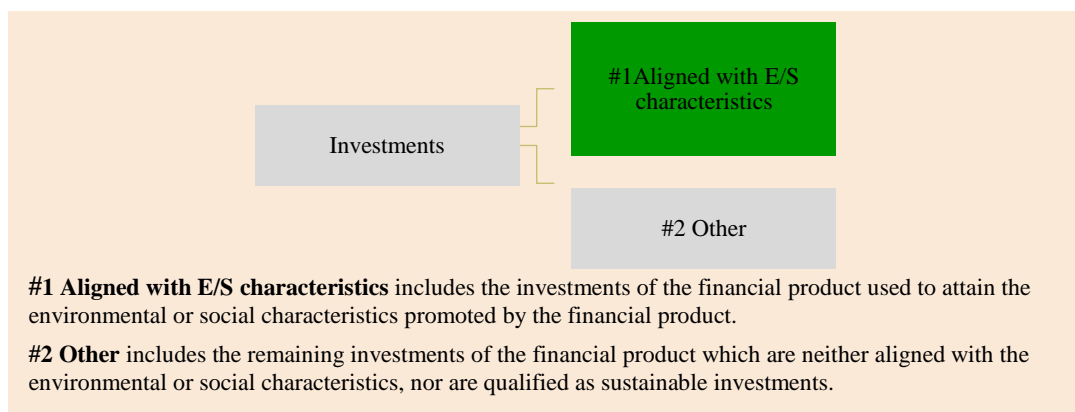 #1Aligned with E/S
characteristics
Investments
#2 Other
#1 Aligned with E/S characteristics includes the investments of the financial product used to attain the
environmental or social characteristics promoted by the financial product.
#2 Other includes the remaining investments of the financial product which are neither aligned with the
environmental or social characteristics, nor are qualified as sustainable investments.